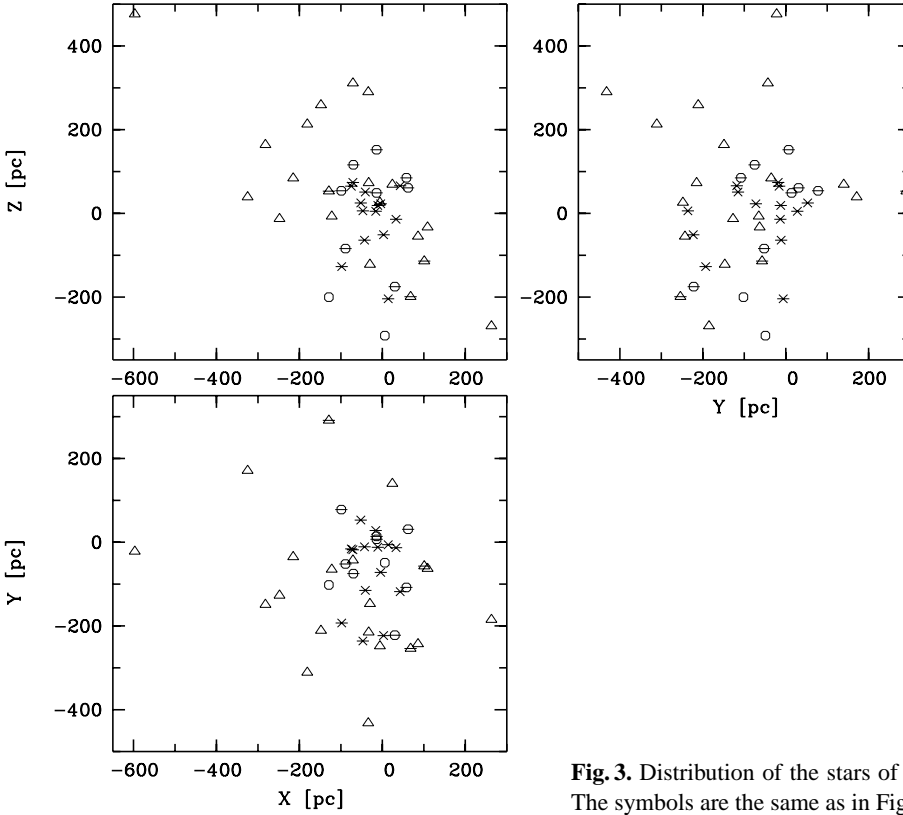 400
200
0
−200
Z [pc]
−600 −400 −200 0 200
400
200
0
−200
−400 −200 0 200
Y [pc]
200
0
−200
−400
Y [pc]
−600 −400 −200 0 200
X [pc]
Fig. 3. Distribution of the stars of
The symbols are the same as in Fig